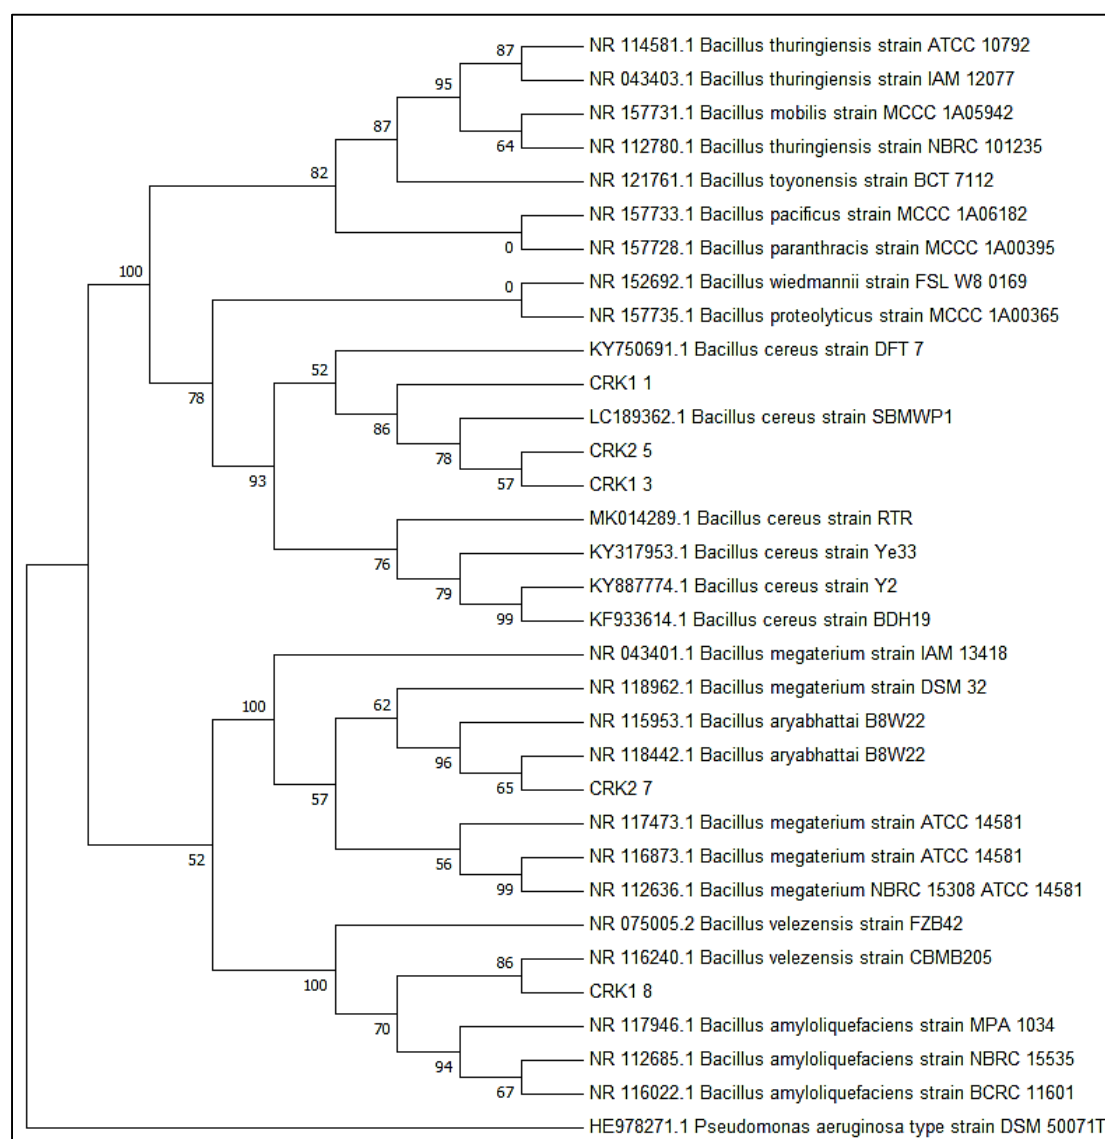 87
NR 114581.1 Bacillus thuringiensis strain ATCC 10792
NR 043403.1 Bacillus thuringiensis strain IAM 12077
95
NR 157731.1 Bacillus mobilis strain MCCC 1A05942
64
NR 112780.1 Bacillus thuringiensis strain NBRC 101235
87
NR 121761.1 Bacillus toyonensis strain BCT 7112
82
NR 157733.1 Bacillus pacificus strain MCCC 1A06182
0
NR 157728.1 Bacillus paranthracis strain MCCC 1A00395
100
0
NR 152692.1 Bacillus wiedmannii strain FSL W8 0169
NR 157735.1 Bacillus proteolyticus strain MCCC 1A00365
78
52
KY750691.1 Bacillus cereus strain DFT 7
CRK1 1
86
LC189362.1 Bacillus cereus strain SBMWP1
78
CRK2 5
57
CRK1 3
93
MK014289.1 Bacillus cereus strain RTR
76
KY317953.1 Bacillus cereus strain Ye33
79
KY887774.1 Bacillus cereus strain Y2
99
KF933614.1 Bacillus cereus strain BDH19
NR 043401.1 Bacillus megaterium strain IAM 13418
100
62
NR 118962.1 Bacillus megaterium strain DSM 32
NR 115953.1 Bacillus aryabhattai B8W22
96
NR 118442.1 Bacillus aryabhattai B8W22
65
CRK2 7
57
NR 117473.1 Bacillus megaterium strain ATCC 14581
56
NR 116873.1 Bacillus megaterium strain ATCC 14581
99
NR 112636.1 Bacillus megaterium NBRC 15308 ATCC 14581
52
NR 075005.2 Bacillus velezensis strain FZB42
100
86
NR 116240.1 Bacillus velezensis strain CBMB205
CRK1 8
70
NR 117946.1 Bacillus amyloliquefaciens strain MPA 1034
94
NR 112685.1 Bacillus amyloliquefaciens strain NBRC 15535
67
NR 116022.1 Bacillus amyloliquefaciens strain BCRC 11601
HE978271.1 Pseudomonas aeruginosa type strain DSM 50071T